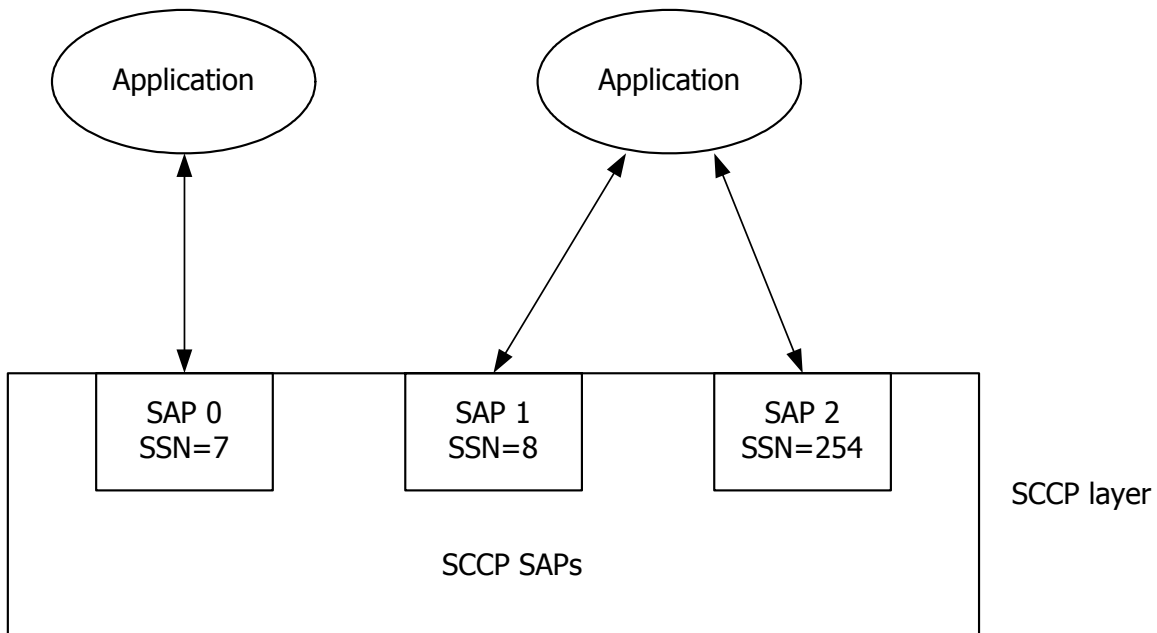 Application
Application
SAP 0
SSN=7
SAP 1
SSN=8
SAP 2
SSN=254
SCCP layer
SCCP SAPs